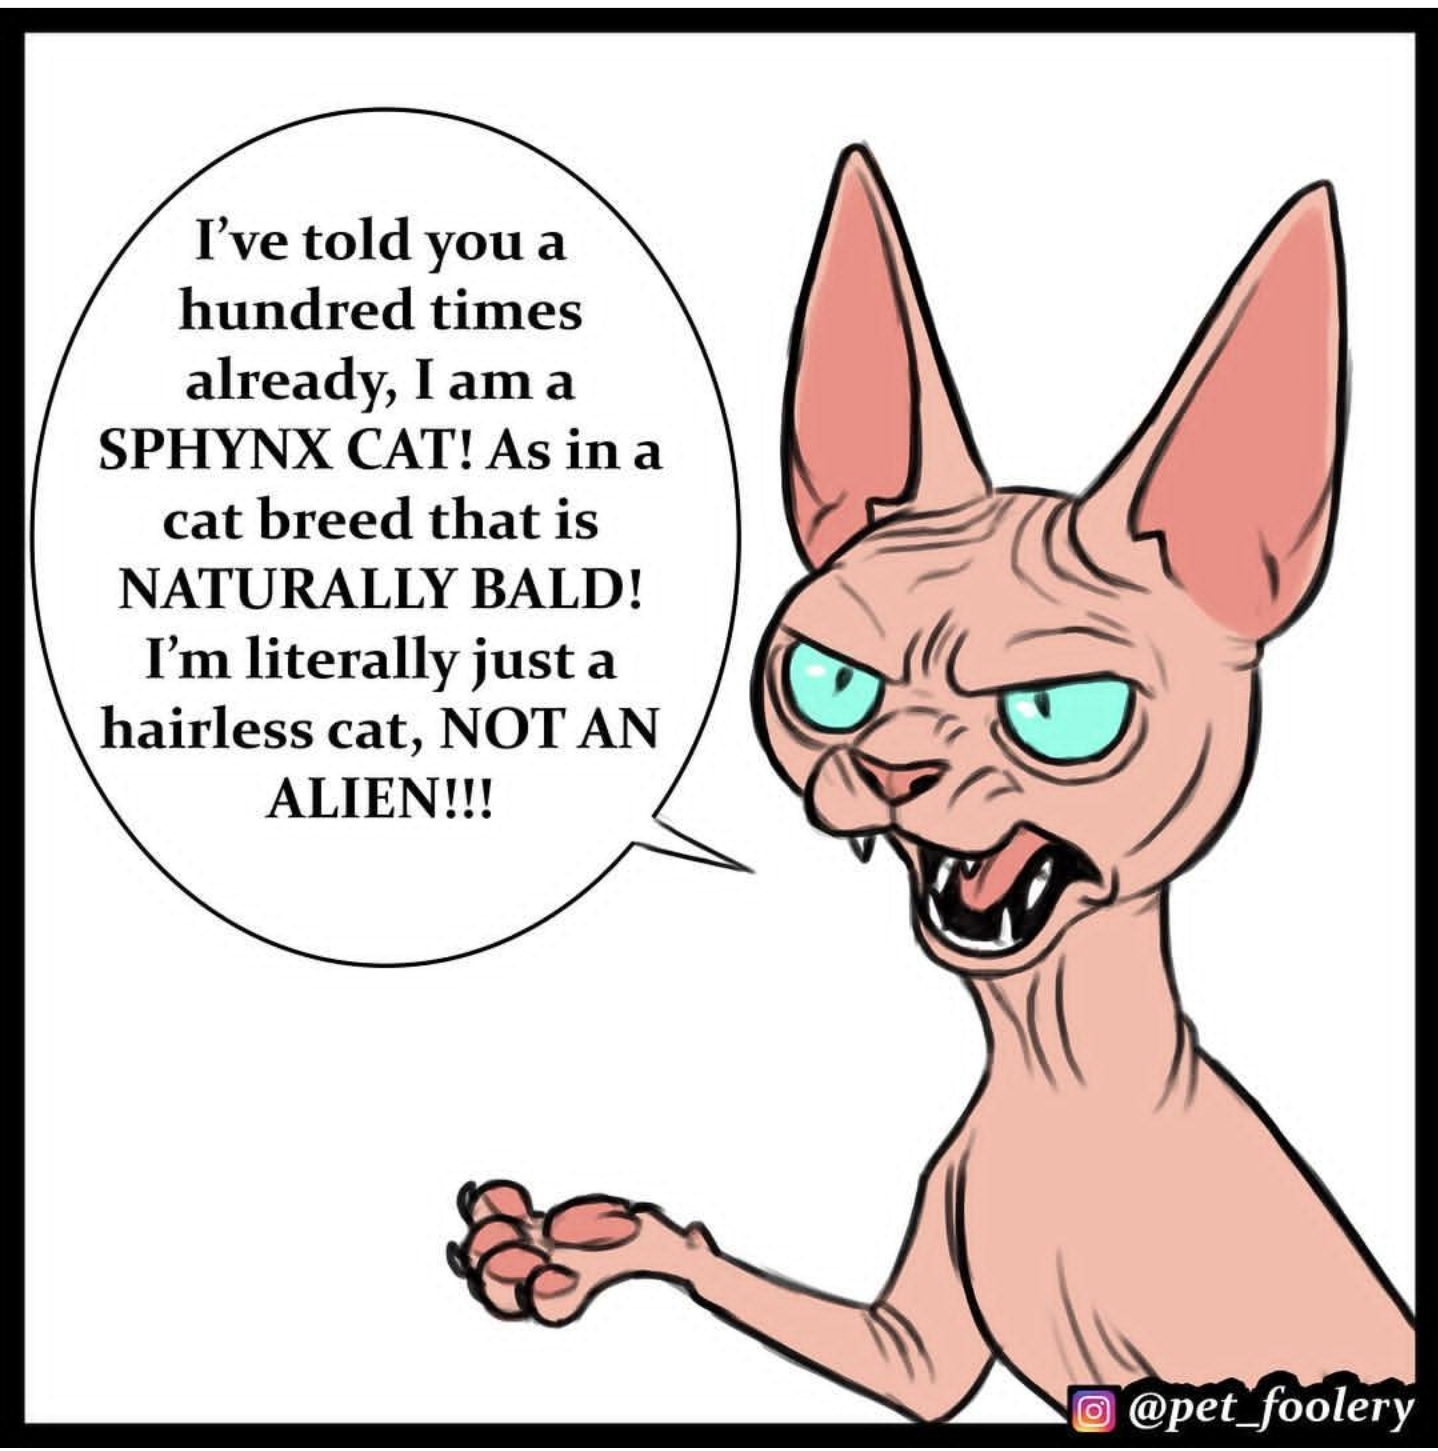 I’ve told you a
hundred times
already, I am a
SPHYNX CAT! As in a
cat breed that is
NATURALLY BALD!
I’m literally just a
hairless cat, NOT AN
ALIEN!!!
@pet_foolery